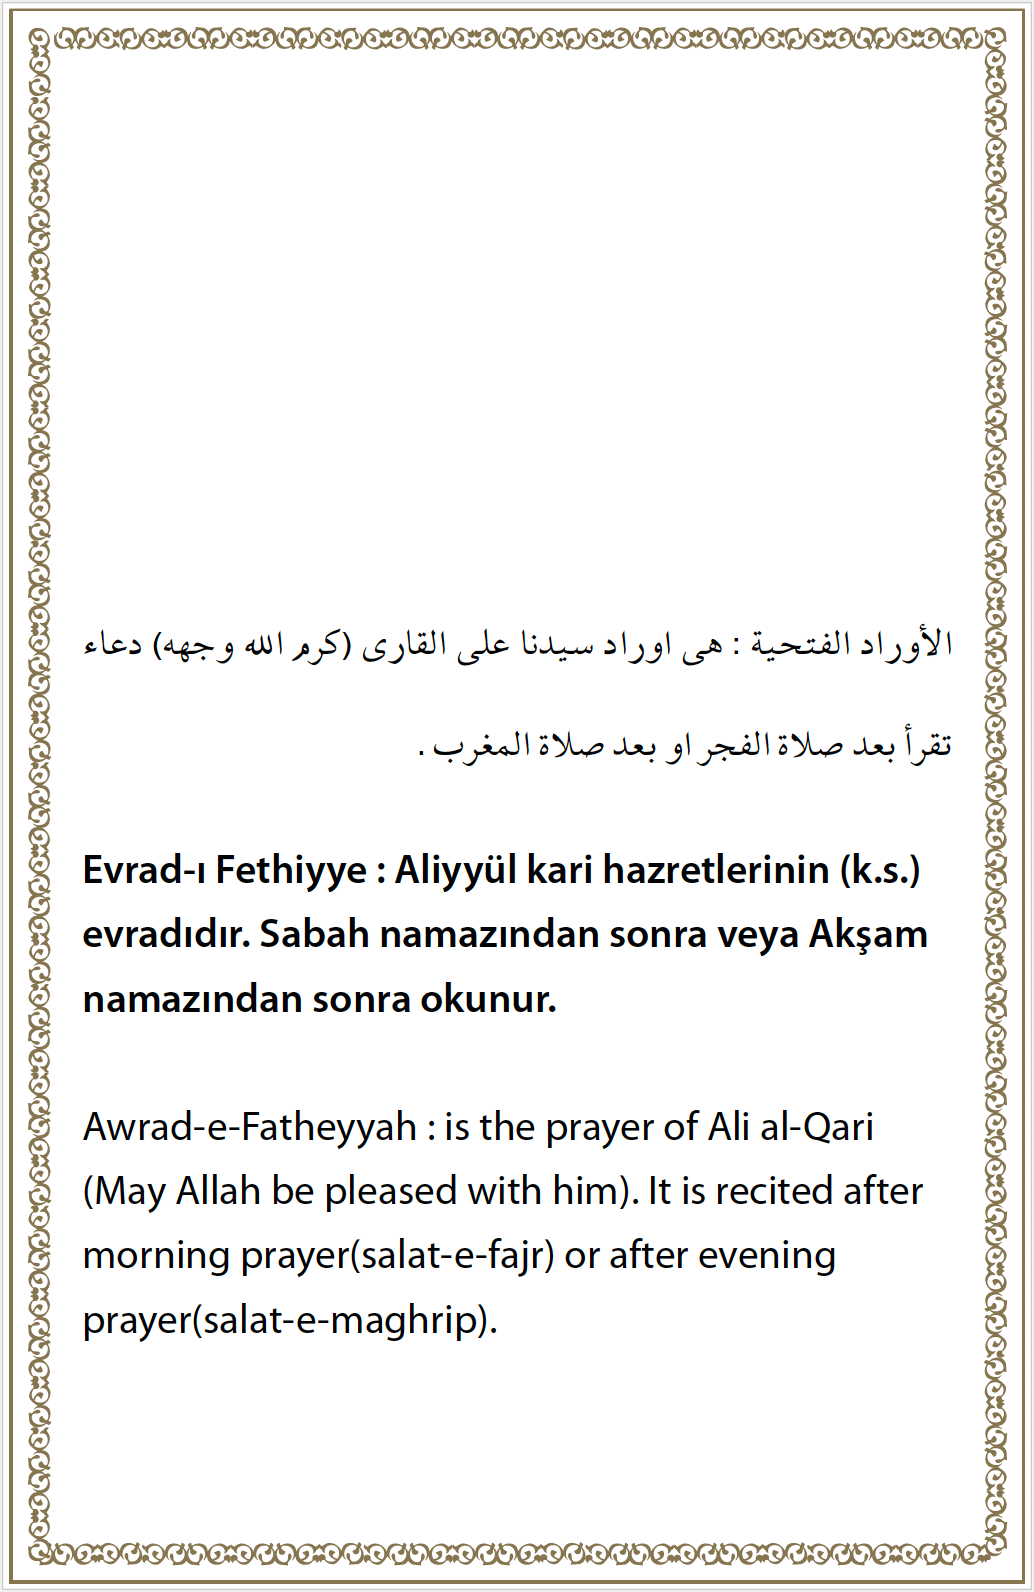 الأوراد الفتحية : هى اوراد سيدنا على القارى (كرم الله وجهه) دعاء
تقرأ بعد صلاة الفجر او بعد صلاة المغرب .
Evrad-ı Fethiyye : Aliyyül kari hazretlerinin (k.s.)
evradıdır. Sabah namazından sonra veya Akşam
namazından sonra okunur.
Awrad-e-Fatheyyah : is the prayer of Ali al-Qari
(May Allah be pleased with him). It is recited after
morning prayer(salat-e-fajr) or after evening
prayer(salat-e-maghrip).